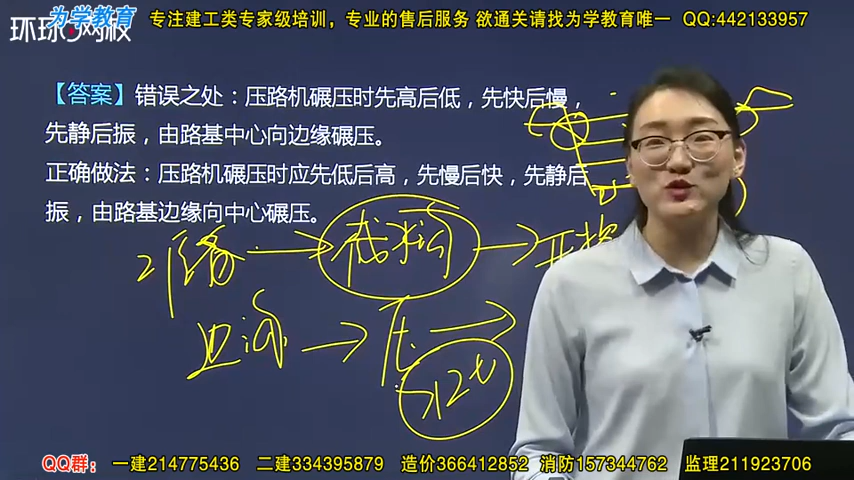 为学教育
环球网校
专注建工类专家级培训，专业的售后服务 欲通关请找为学教育唯一 QQ:442133957
【答案】错误之处：压路机碾压时先高后低，先快后慢，
先静后振，由路基中心向边缘碾压。
正确做法：压路机碾压时应先低后高，先慢后快，先静后
振，由路基边缘向中心碾压。
→ →
→ →
>12t
QQ群： 一建214775436 二建334395879 造价366412852 消防157344762 监理211923706